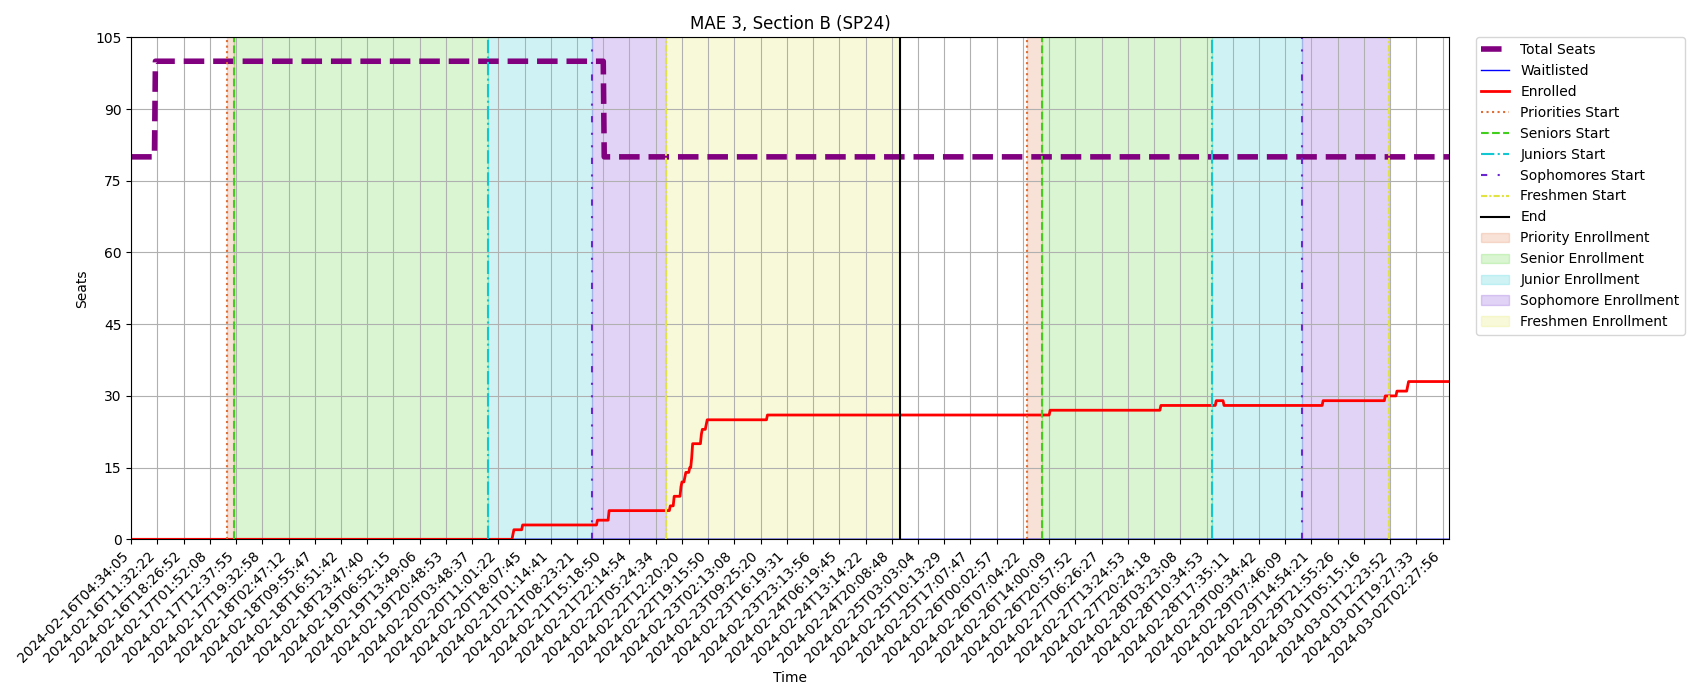 MAE 3, Section B (SP24)
105
90
75
60
45
30
15
0
Seats
2024-02-16T04:34:05
2024-02-16T11:32:22
2024-02-16T18:26:52
2024-02-17T01:52:08
2024-02-17T12:37:55
2024-02-17T19:32:58
2024-02-18T02:47:12
2024-02-18T09:55:47
2024-02-18T16:51:42
2024-02-18T23:47:40
2024-02-19T06:52:15
2024-02-19T13:49:06
2024-02-19T20:48:53
2024-02-20T03:48:37
2024-02-20T11:01:22
2024-02-20T18:07:45
2024-02-21T01:14:41
2024-02-21T08:23:21
2024-02-21T15:18:50
2024-02-21T22:14:54
2024-02-22T05:24:34
2024-02-22T12:20:20
2024-02-22T19:15:50
2024-02-23T02:13:08
2024-02-23T09:25:20
2024-02-23T16:19:31
2024-02-23T23:13:56
2024-02-24T06:19:45
2024-02-24T13:14:22
2024-02-24T20:08:48
2024-02-25T03:03:04
2024-02-25T10:13:29
2024-02-25T17:07:47
2024-02-26T00:02:57
2024-02-26T07:04:22
2024-02-26T14:00:09
2024-02-26T20:57:52
2024-02-27T06:26:27
2024-02-27T13:24:53
2024-02-27T20:24:18
2024-02-28T03:23:08
2024-02-28T10:34:53
2024-02-28T17:35:11
2024-02-29T00:34:42
2024-02-29T07:46:09
2024-02-29T14:54:21
2024-02-29T21:55:26
2024-03-01T05:15:16
2024-03-01T12:23:52
2024-03-01T19:27:33
2024-03-02T02:27:56
Time
Total Seats
Waitlisted
Enrolled
Priorities Start
Seniors Start
Juniors Start
Sophomores Start
Freshmen Start
End
Priority Enrollment
Senior Enrollment
Junior Enrollment
Sophomore Enrollment
Freshmen Enrollment